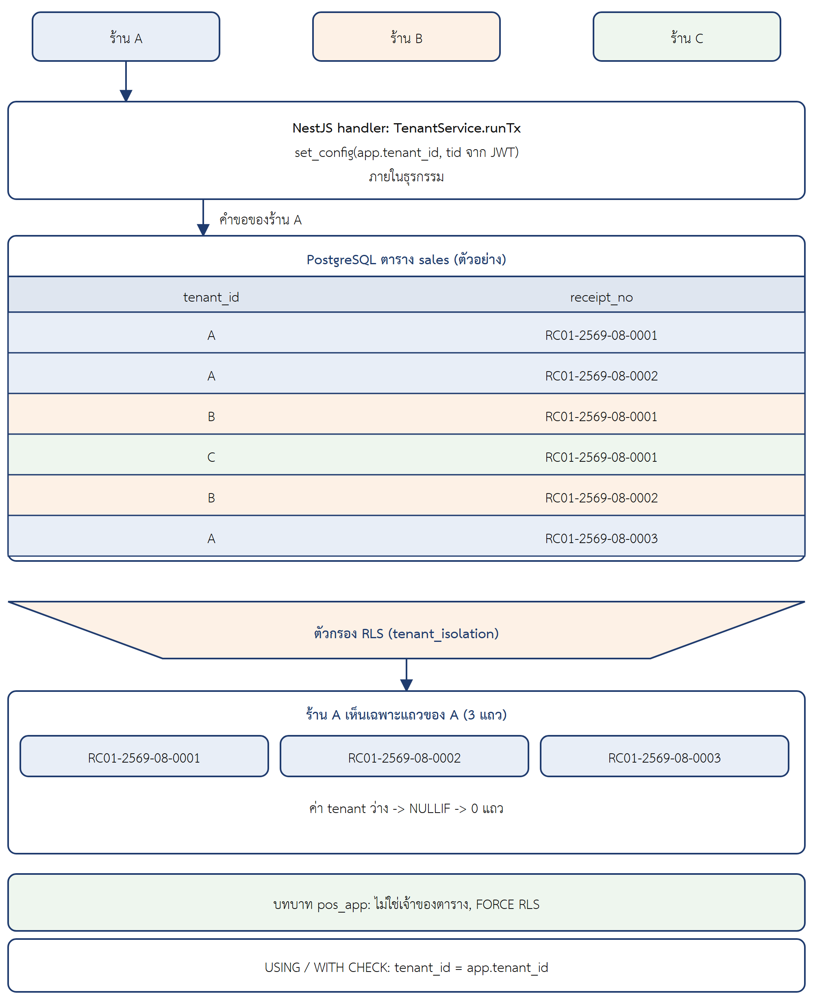 ร้าน A
ร้าน B
ร้าน C
NestJS handler: TenantService.runTx
set_config(app.tenant_id, tid จาก JWT)
ภายในธุรกรรม
คำขอของร้าน A
PostgreSQL ตาราง sales (ตัวอย่าง)
tenant_id receipt_no
A RC01-2569-08-0001
A RC01-2569-08-0002
B RC01-2569-08-0001
C RC01-2569-08-0001
B RC01-2569-08-0002
A RC01-2569-08-0003
ตัวกรอง RLS (tenant_isolation)
ร้าน A เห็นเฉพาะแถวของ A (3 แถว)
RC01-2569-08-0001
RC01-2569-08-0002
RC01-2569-08-0003
ค่า tenant ว่าง -> NULLIF -> 0 แถว
บทบาท pos_app: ไม่ใช่เจ้าของตาราง, FORCE RLS
USING / WITH CHECK: tenant_id = app.tenant_id